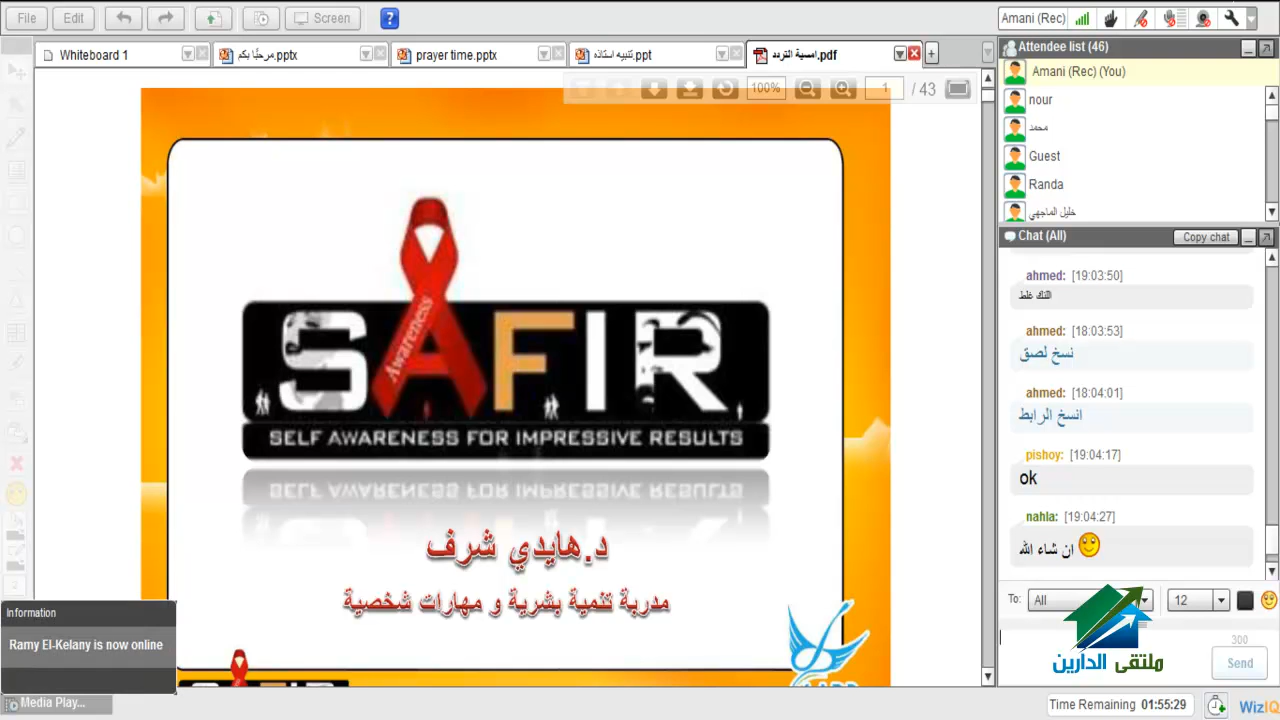 File
Edit
Screen
?
Amani (Rec)
Whiteboard 1
مرحبًا بكم.pptx
prayer time.pptx
تنبيه استاذه.ppt
امسية التردد.pdf
+
100%
1
/ 43
Attendee list (46)
Amani (Rec) (You)
nour
محمد
Guest
Randa
خليل الماجهي
Chat (All)
Copy chat
ahmed: [19:03:50]
اللنك غلط
ahmed: [18:03:53]
نسخ لصق
ahmed: [18:04:01]
انسخ الرابط
pishoy: [19:04:17]
ok
nahla: [19:04:27]
ان شاء الله
To:
All
12
300
Send
ملتقى الدارين
SAFIR
Awareness
SELF AWARENESS FOR IMPRESSIVE RESULTS
د.هايدي شرف
مدربة تنمية بشرية و مهارات شخصية
Information
Ramy El-Kelany is now online
Media Play...
Time Remaining 01:55:29
WizIQ